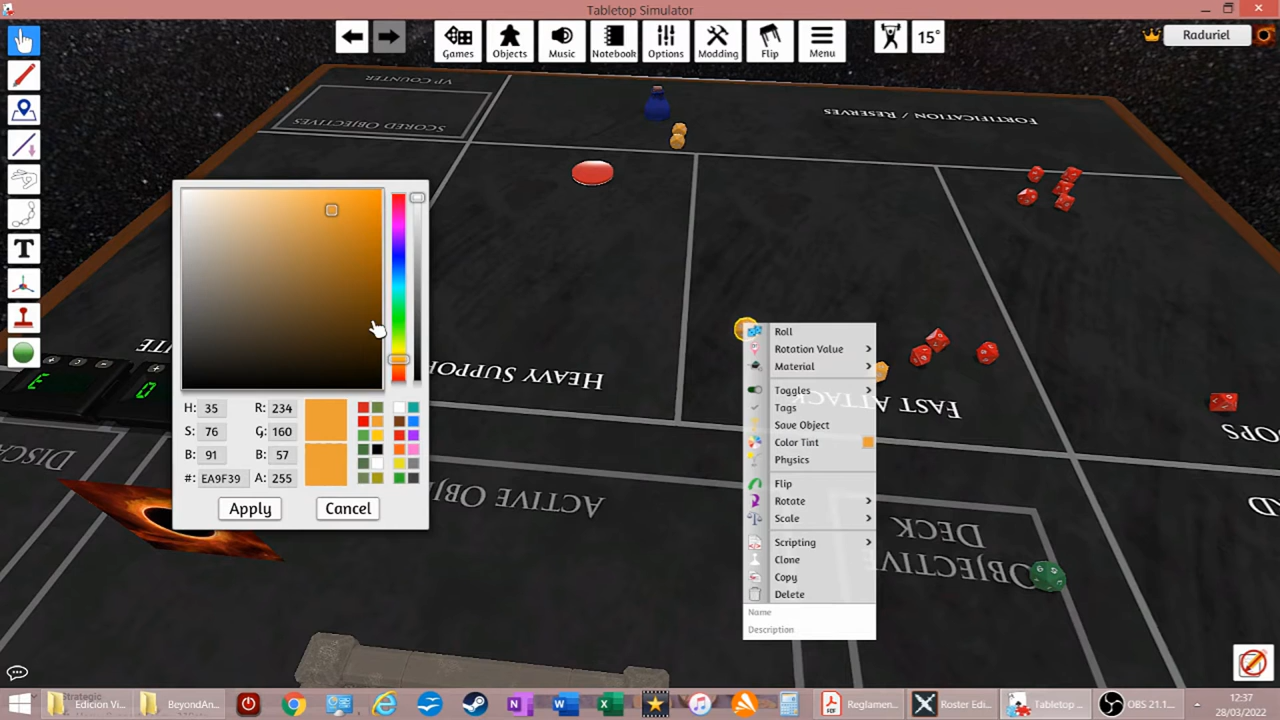 Tabletop Simulator
Games
Objects
Music
Notebook
Options
Modding
Flip
Menu
15°
Raduriel
VP COUNTER
SCORED OBJECTIVES
FORTIFICATION / RESERVES
HEAVY SUPPO
FAST ATTACK
ACTIVE OBJE
DECK
OBJECTIVE
T
H: 35 R: 234
S: 76 G: 160
B: 91 B: 57
#: EA9F39 A: 255
Apply Cancel
Roll
Rotation Value
Material
Toggles
Tags
Save Object
Color Tint
Physics
Flip
Rotate
Scale
Scripting
Clone
Copy
Delete
Name
Description
Strategic
Edicion Vi...
BeyondAn...
Reglamen...
Roster Edi...
Tabletop ...
OBS 21.1...
12:37
28/03/2022